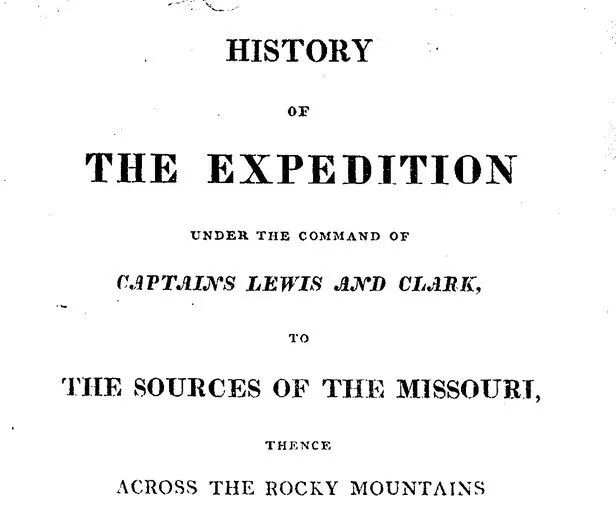 HISTORY
OF
THE EXPEDITION
UNDER THE COMMAND OF
CAPTAINS LEWIS AND CLARK,
TO
THE SOURCES OF THE MISSOURI,
THENCE
ACROSS THE ROCKY MOUNTAINS